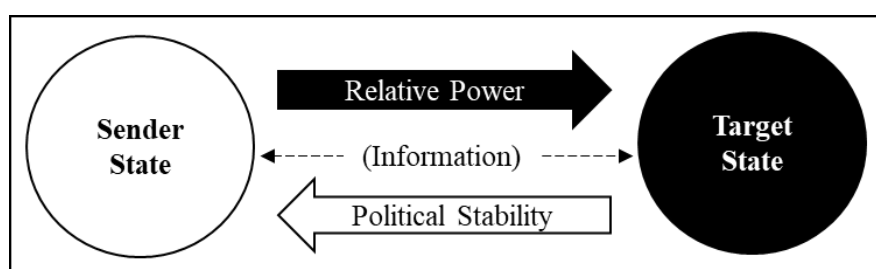 Sender
State
Relative Power
(Information)
Political Stability
Target
State